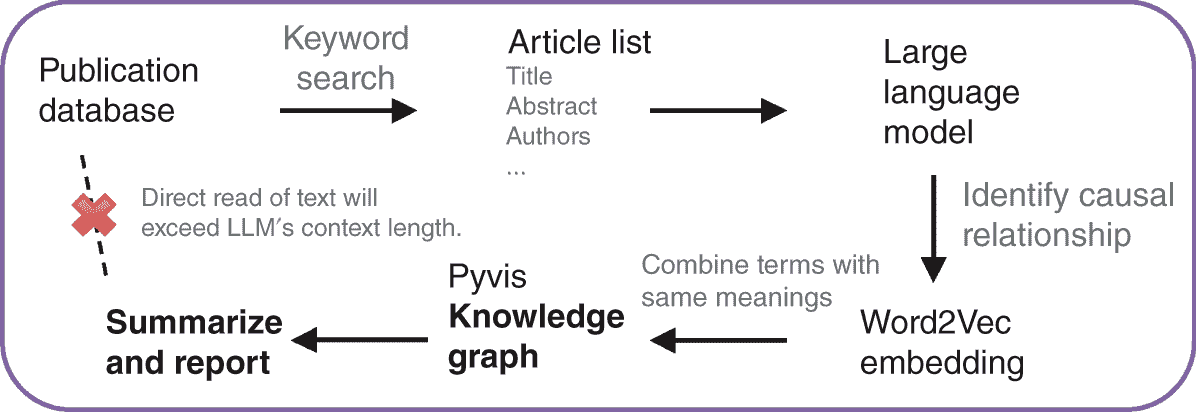 Publication
database
Keyword
search
Article list
Title
Abstract
Authors
...
Large
language
model
Identify causal
relationship
Word2Vec
embedding
Combine terms with
same meanings
Pyvis
Knowledge
graph
Summarize
and report
Direct read of text will
exceed LLM′s context length.